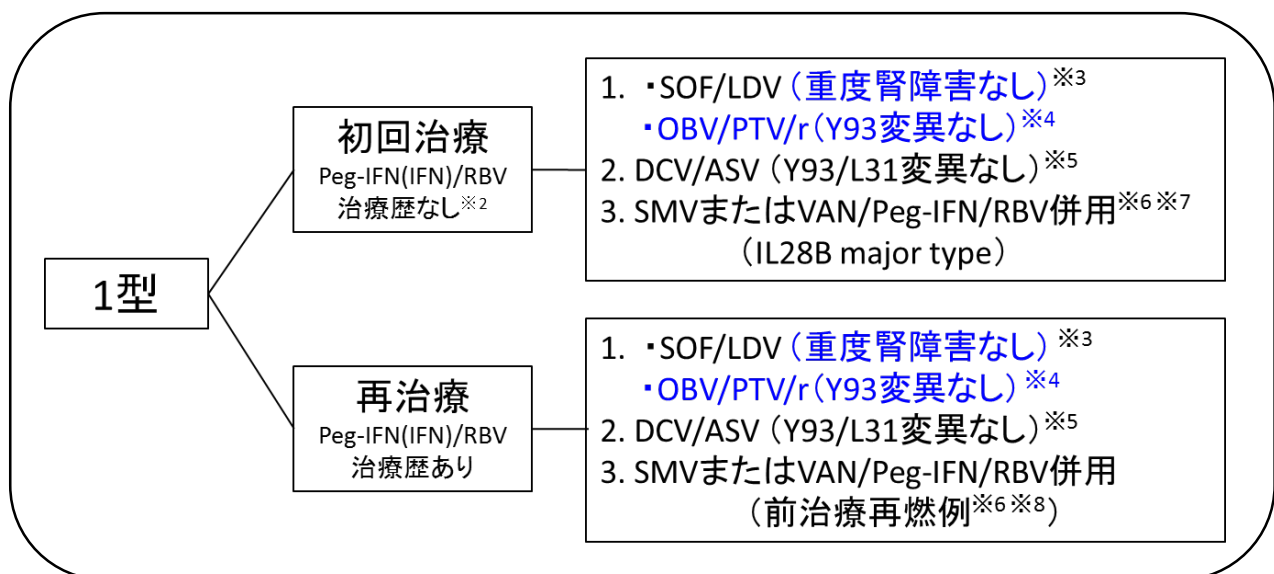 1型
初回治療
Peg-IFN(IFN)/RBV
治療歴なし※2
1. ・SOF/LDV（重度腎障害なし）※3
・OBV/PTV/r（Y93変異なし）※4
2. DCV/ASV（Y93/L31変異なし）※5
3. SMVまたはVAN/Peg-IFN/RBV併用※6 ※7
（IL28B major type）
再治療
Peg-IFN(IFN)/RBV
治療歴あり
1. ・SOF/LDV（重度腎障害なし）※3
・OBV/PTV/r（Y93変異なし）※4
2. DCV/ASV（Y93/L31変異なし）※5
3. SMVまたはVAN/Peg-IFN/RBV併用
（前治療再燃例※6 ※8）